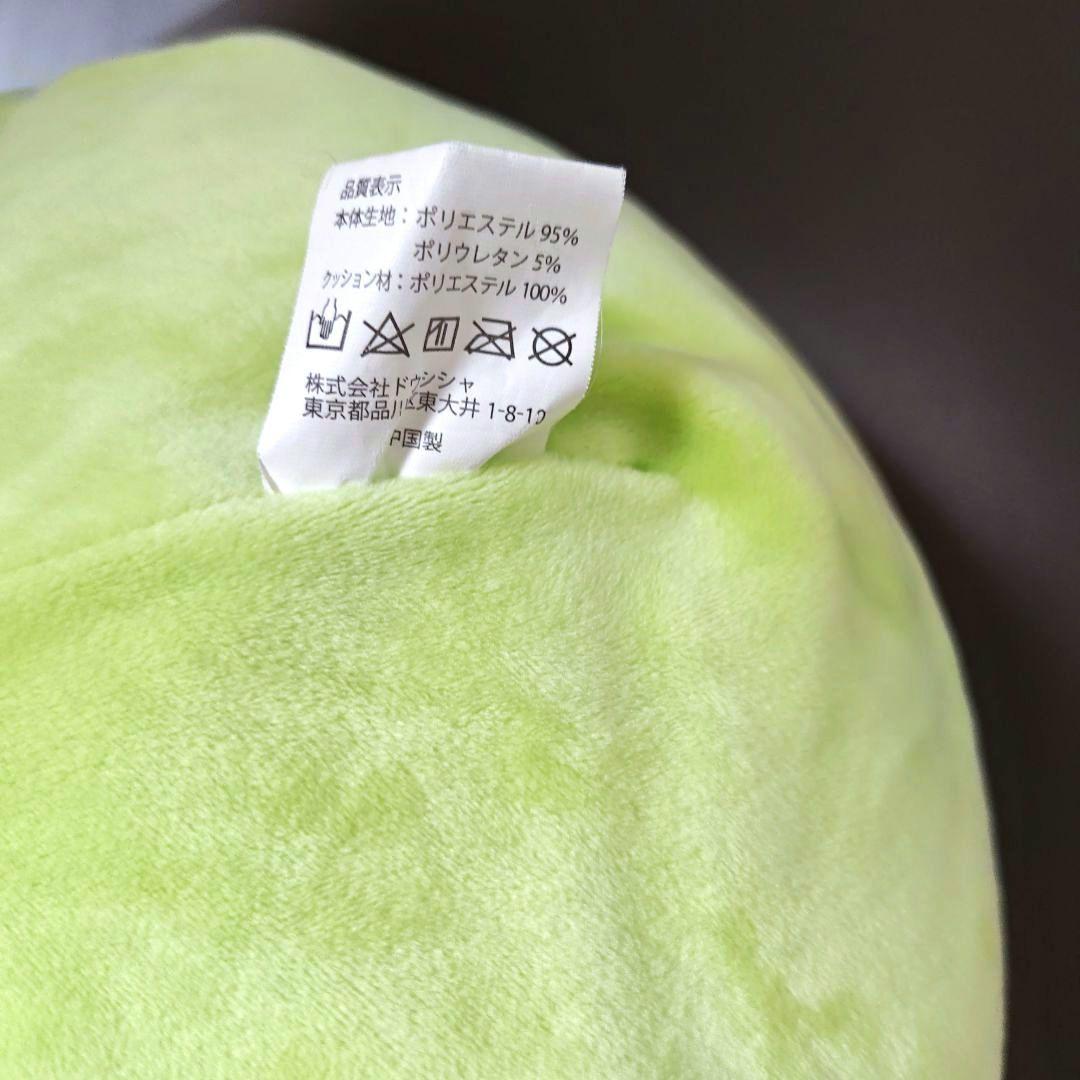 品質表示
本体生地：ポリエステル 95%
ポリウレタン 5%
クッション材：ポリエステル 100%
株式会社ドウシシャ
東京都品川区東大井 1-8-10
中国製